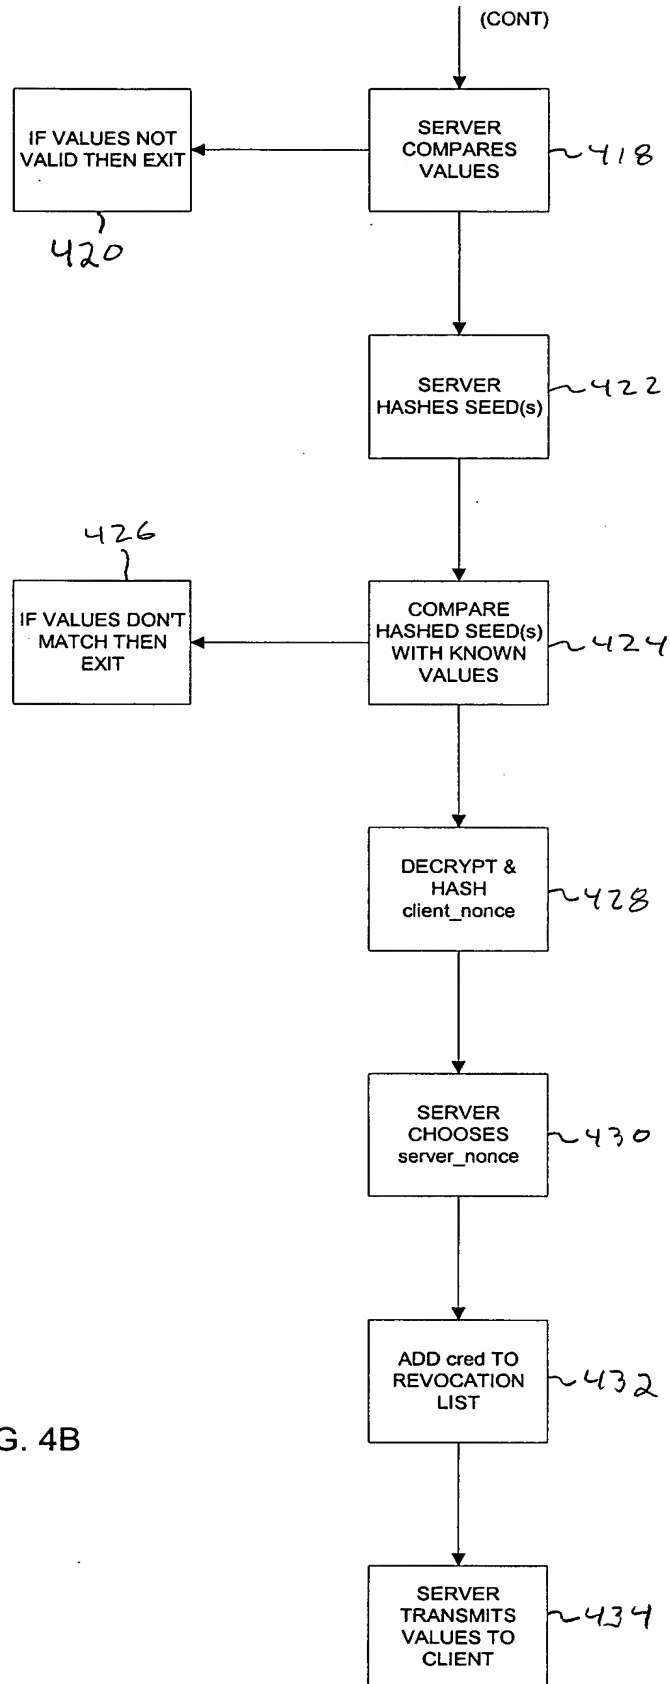 (CONT)
IF VALUES NOT
VALID THEN EXIT
420
SERVER
COMPARES
VALUES
418
SERVER
HASHES SEED(s)
422
426
IF VALUES DON'T
MATCH THEN
EXIT
COMPARE
HASHED SEED(s)
WITH KNOWN
VALUES
424
DECRYPT &
HASH
client_nonce
428
SERVER
CHOOSES
server_nonce
430
ADD cred TO
REVOCATION
LIST
432
G. 4B
SERVER
TRANSMITS
VALUES TO
CLIENT
434